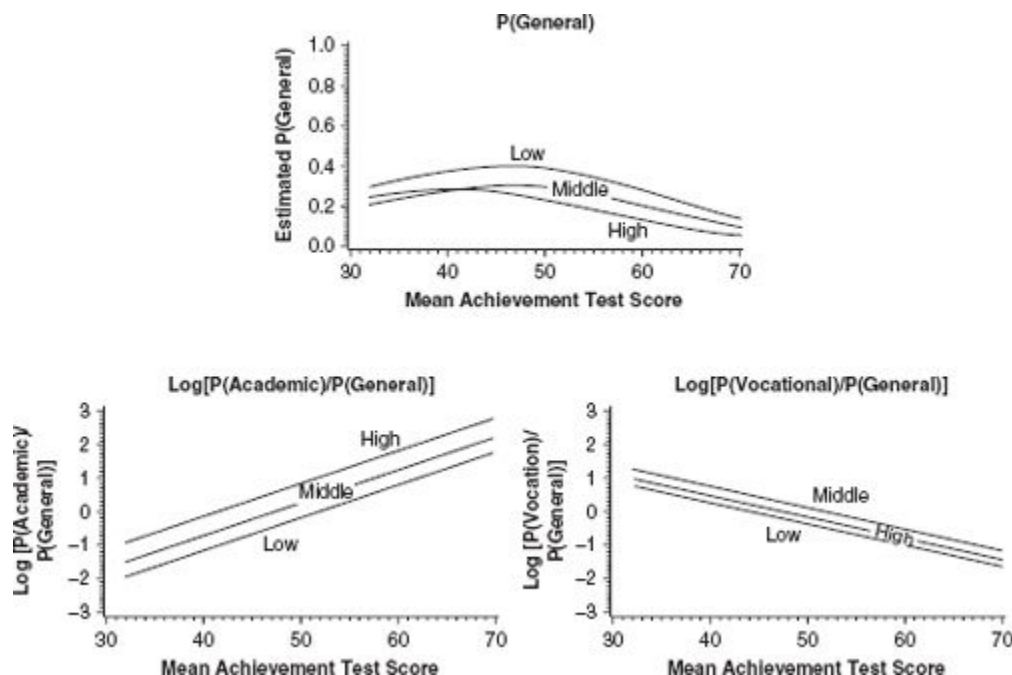 P(General)
Estimated P(General)
1.0
0.8
0.6
0.4
0.2
0.0
Low
Middle
High
30 40 50 60 70
Mean Achievement Test Score
Log[P(Academic)/P(General)]
Log [P(Academic)/
P(General)]
3
2
1
0
–1
–2
–3
High
Middle
Low
30 40 50 60 70
Mean Achievement Test Score
Log[P(Vocational)/P(General)]
Log [P(Vocation)/
P(General)]
3
2
1
0
–1
–2
–3
Middle
High
Low
30 40 50 60 70
Mean Achievement Test Score